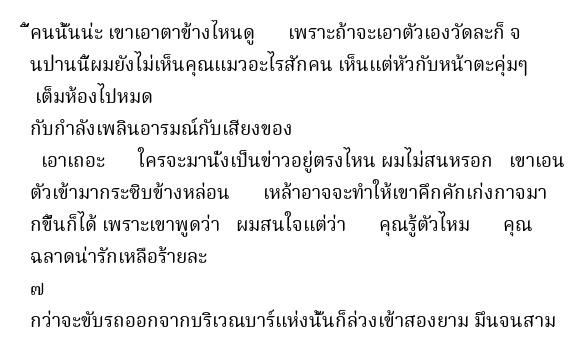 ี้คนนั้นน่ะ เขาเอาตาข้างไหนดู เพราะถ้าจะเอาตัวเองวัดละก็ จ
นปานนี้ผมยังไม่เห็นคุณแมวอะไรสักคน เห็นแต่หัวกับหน้าตะคุ่มๆ
เต็มห้องไปหมด
กับกำลังเพลินอารมณ์กับเสียงของ
เอาเถอะ ใครจะมานั่งเป็นข่าวอยู่ตรงไหน ผมไม่สนหรอก เขาเอน
ตัวเข้ามากระซิบข้างหล่อน เหล้าอาจจะทำให้เขาคึกคักเก่งกาจมา
กขึ้นก็ได้ เพราะเขาพูดว่า ผมสนใจแต่ว่า คุณรู้ตัวไหม คุณ
ฉลาดน่ารักเหลือร้ายละ
๗
กว่าจะขับรถออกจากบริเวณบาร์แห่งนั้นก็ล่วงเข้าสองยาม มึนจนสาม